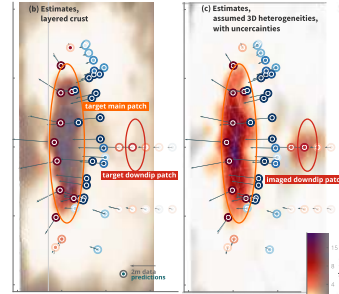 (b) Estimates,
layered crust
(c) Estimates,
assumed 3D heterogeneities,
with uncertainties
target main patch
target downdip patch
imaged downdip patc
2m data
predictions